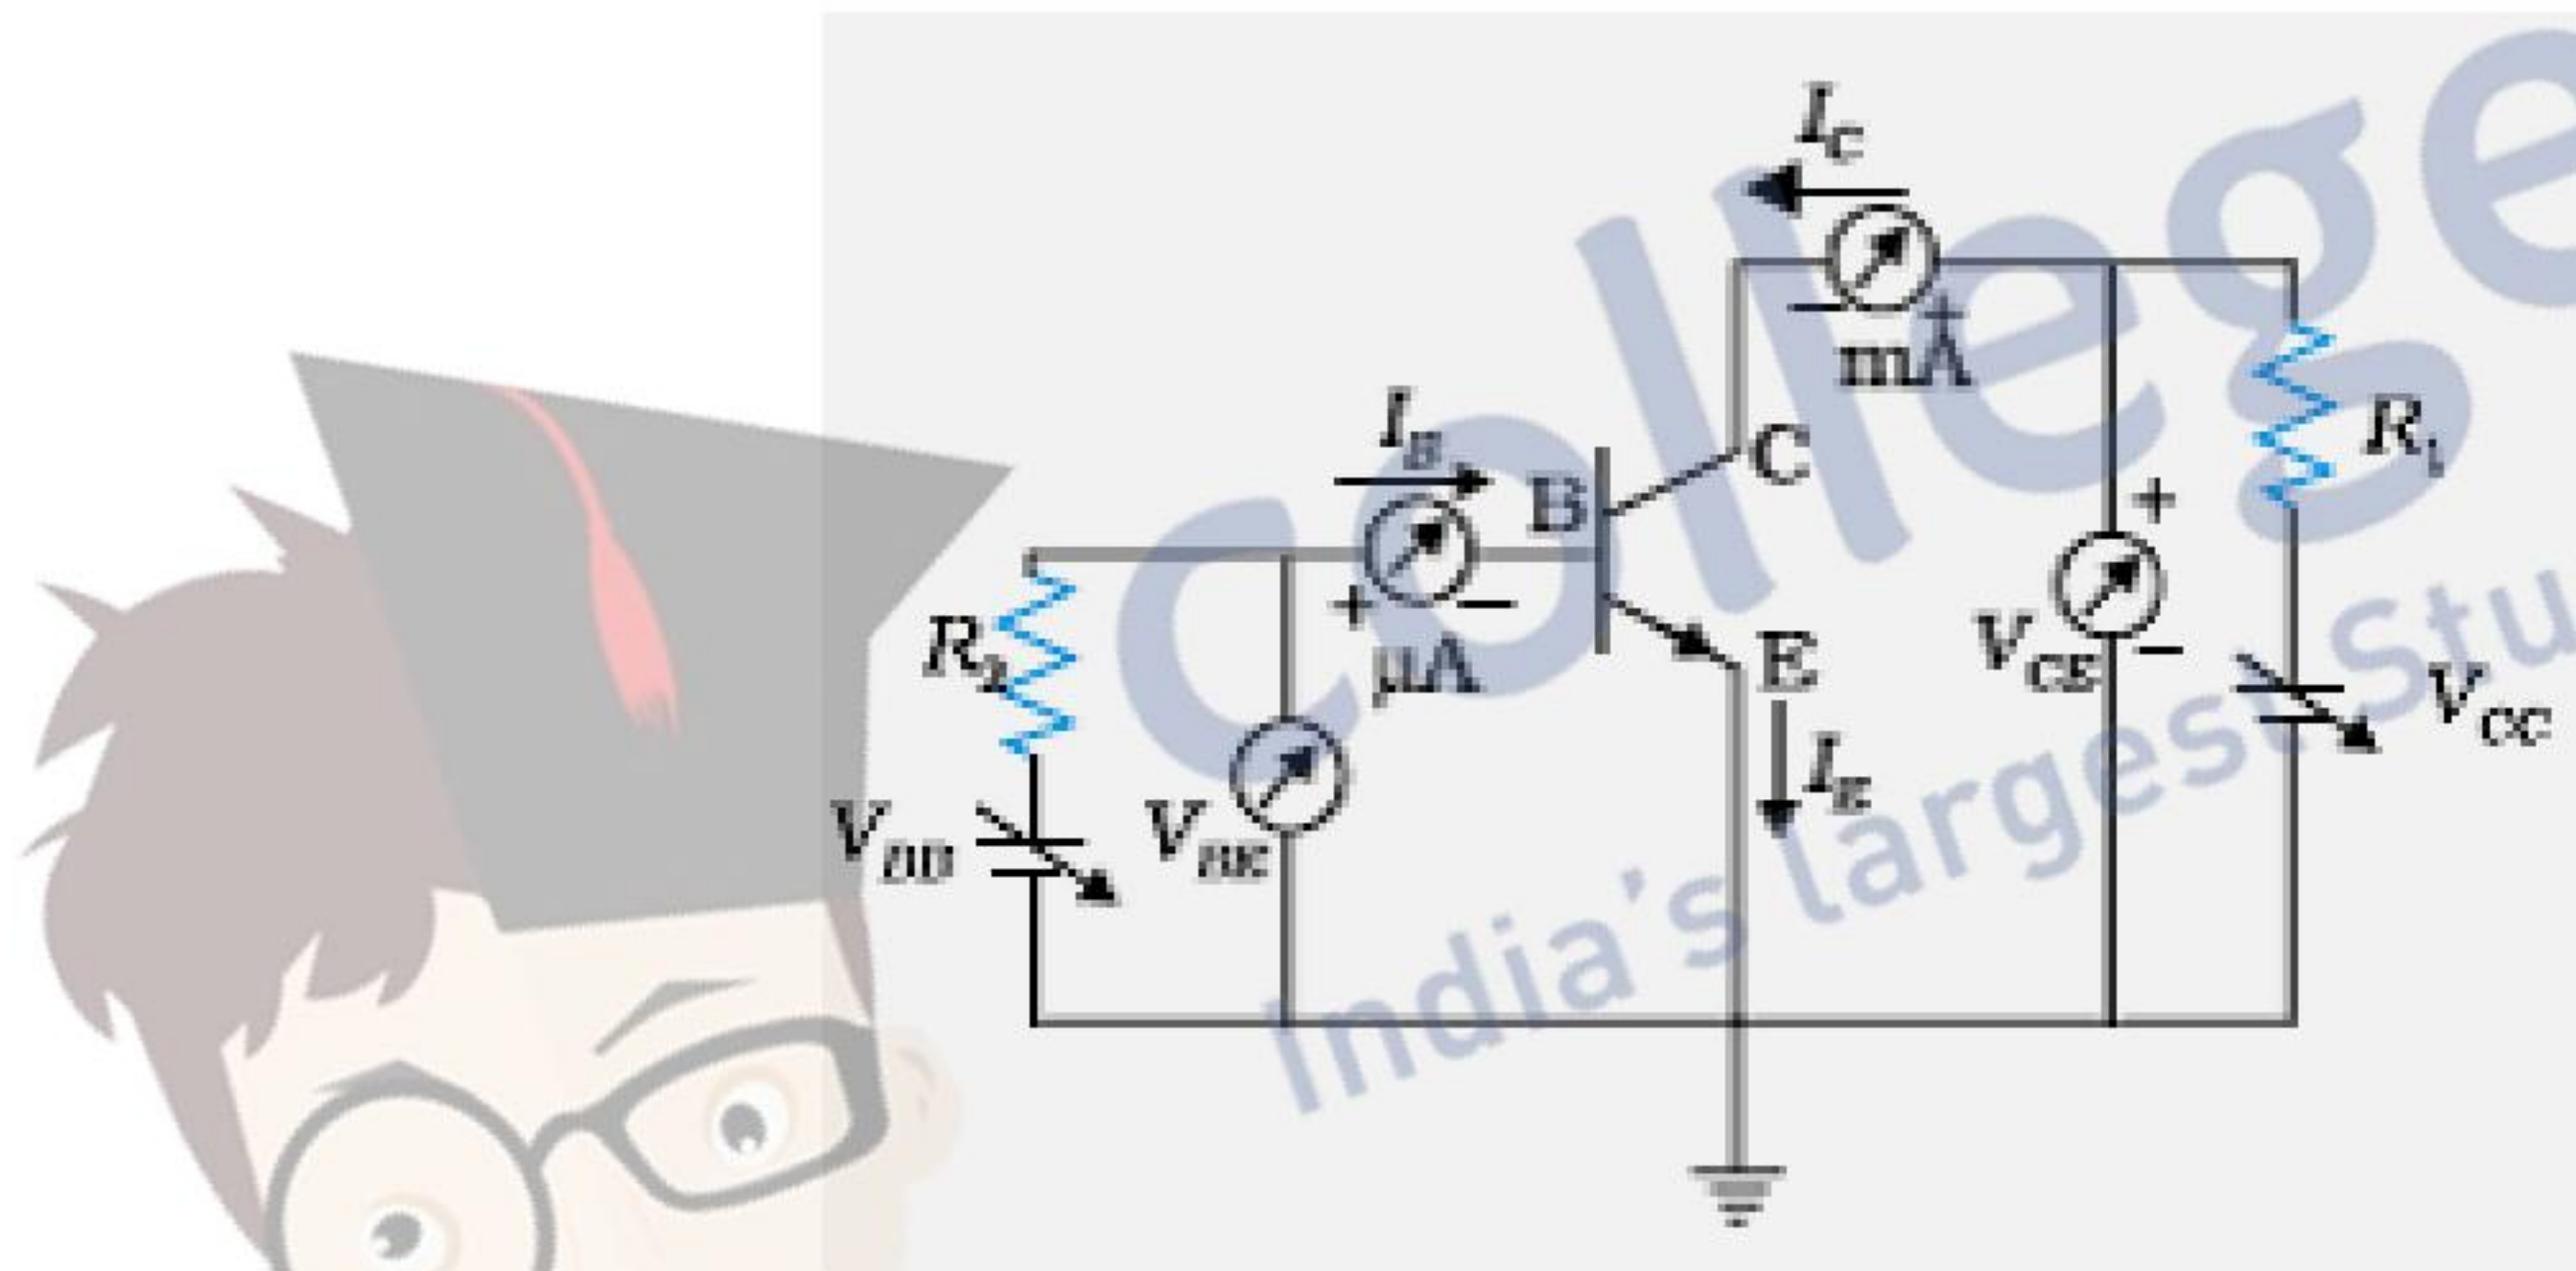 I_C
− +
mA
I_B
B
C
R_1
+
+ −
μA
R_2
E
V_CE
−
V_CC
I_E
V_BB
V_BE
college
India's largest Stu